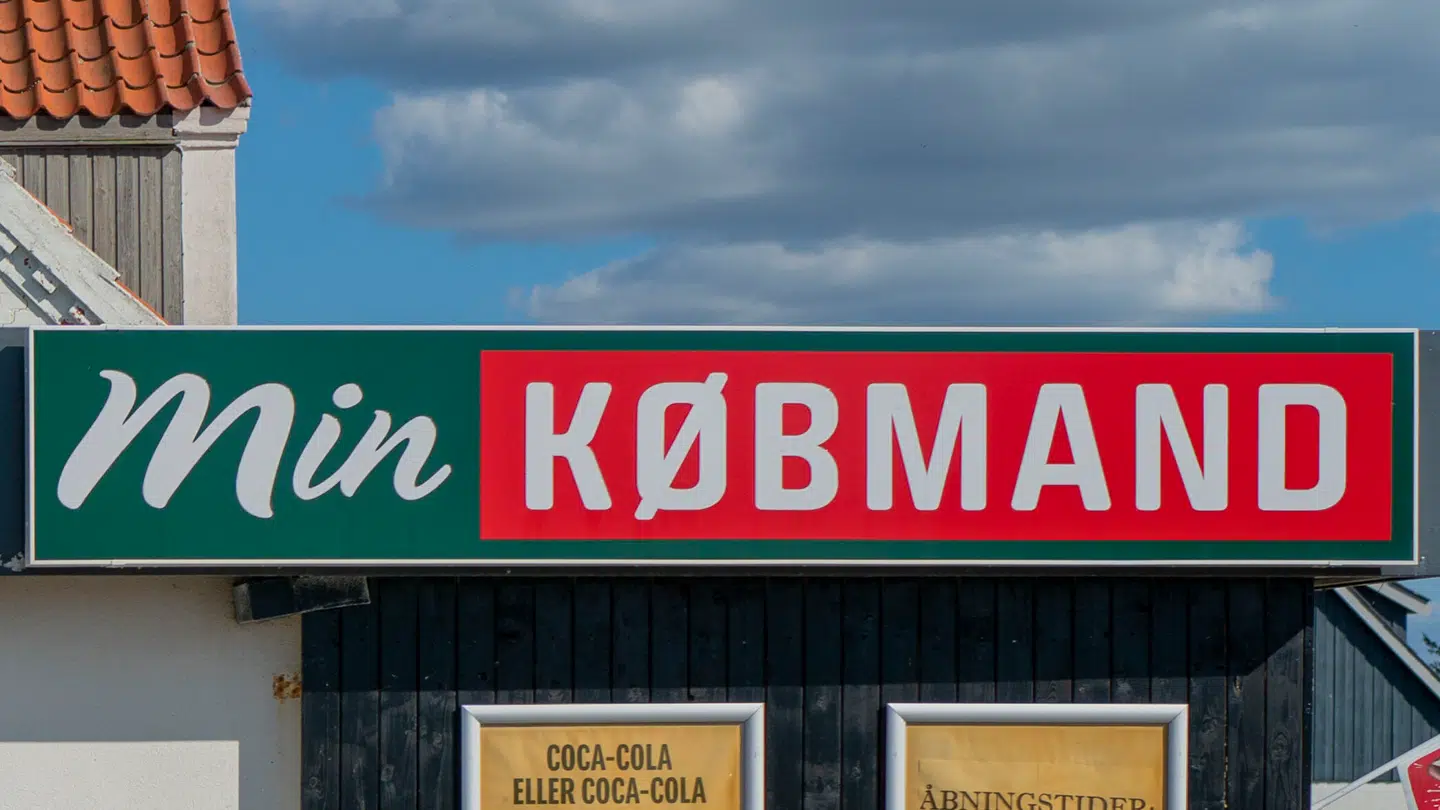 Min KØBMAND
COCA-COLA
ELLER COCA-COLA
ÅBNINGSTIDER: